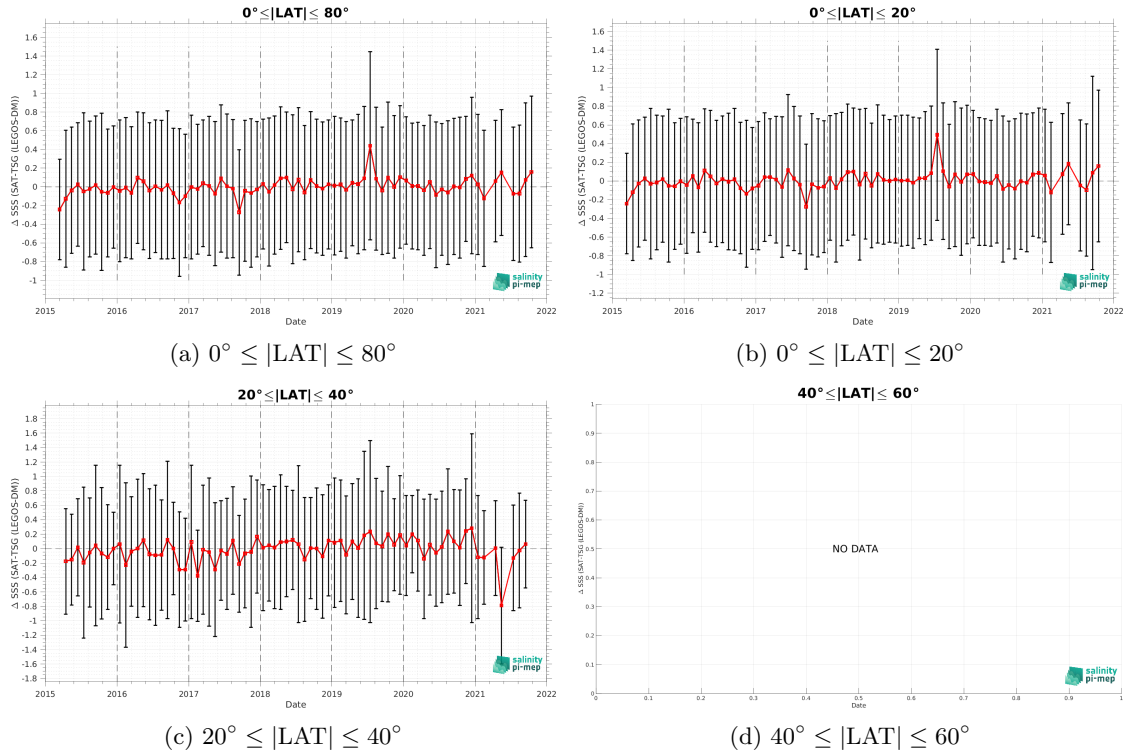 0°≤|LAT|≤ 80°
1.6
1.4
1.2
1
0.8
0.6
0.4
0.2
0
-0.2
-0.4
-0.6
-0.8
-1
Δ SSS (SAT-TSG (LEGOS-DM))
2015 2016 2017 2018 2019 2020 2021 2022
Date
salinity
pi-mep
(a) 0° ≤ |LAT| ≤ 80°
0°≤|LAT|≤ 20°
1.6
1.4
1.2
1
0.8
0.6
0.4
0.2
0
-0.2
-0.4
-0.6
-0.8
-1
-1.2
Δ SSS (SAT-TSG (LEGOS-DM))
2015 2016 2017 2018 2019 2020 2021 2022
Date
salinity
pi-mep
(b) 0° ≤ |LAT| ≤ 20°
20°≤|LAT|≤ 40°
1.8
1.6
1.4
1.2
1
0.8
0.6
0.4
0.2
0
-0.2
-0.4
-0.6
-0.8
-1
-1.2
-1.4
-1.6
-1.8
Δ SSS (SAT-TSG (LEGOS-DM))
2015 2016 2017 2018 2019 2020 2021 2022
Date
salinity
pi-mep
(c) 20° ≤ |LAT| ≤ 40°
40°≤|LAT|≤ 60°
1
0.9
0.8
0.7
0.6
0.5
0.4
0.3
0.2
0.1
0
Δ SSS (SAT-TSG (LEGOS-DM))
NO DATA
0 0.1 0.2 0.3 0.4 0.5 0.6 0.7 0.8 0.9 1
Date
salinity
pi-mep
(d) 40° ≤ |LAT| ≤ 60°